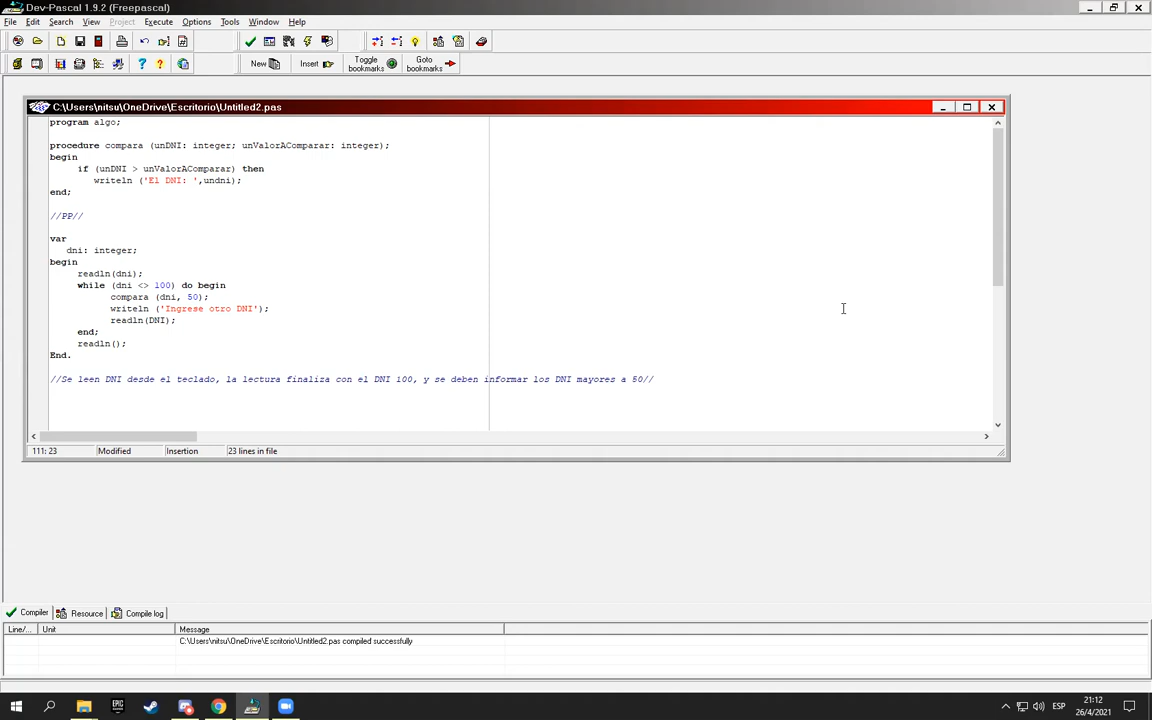 Dev-Pascal 1.9.2 (Freepascal)
File Edit Search View Project Execute Options Tools Window Help
New Insert Toggle bookmarks Goto bookmarks
C:\Users\nitsu\OneDrive\Escritorio\Untitled2.pas
program algo;
procedure compara (unDNI: integer; unValorAComparar: integer);
begin
if (unDNI > unValorAComparar) then
writeln ('El DNI: ',undni);
end;
//PP//
var
dni: integer;
begin
readln(dni);
while (dni <> 100) do begin
compara (dni, 50);
writeln ('Ingrese otro DNI');
readln(DNI);
end;
readln();
End.
//Se leen DNI desde el teclado, la lectura finaliza con el DNI 100, y se deben informar los DNI mayores a 50//
111: 23 Modified Insertion 23 lines in file
Compiler Resource Compile log
Line/... Unit Message
C:\Users\nitsu\OneDrive\Escritorio\Untitled2.pas compiled successfully
EPIC
ESP
21:12
26/4/2021